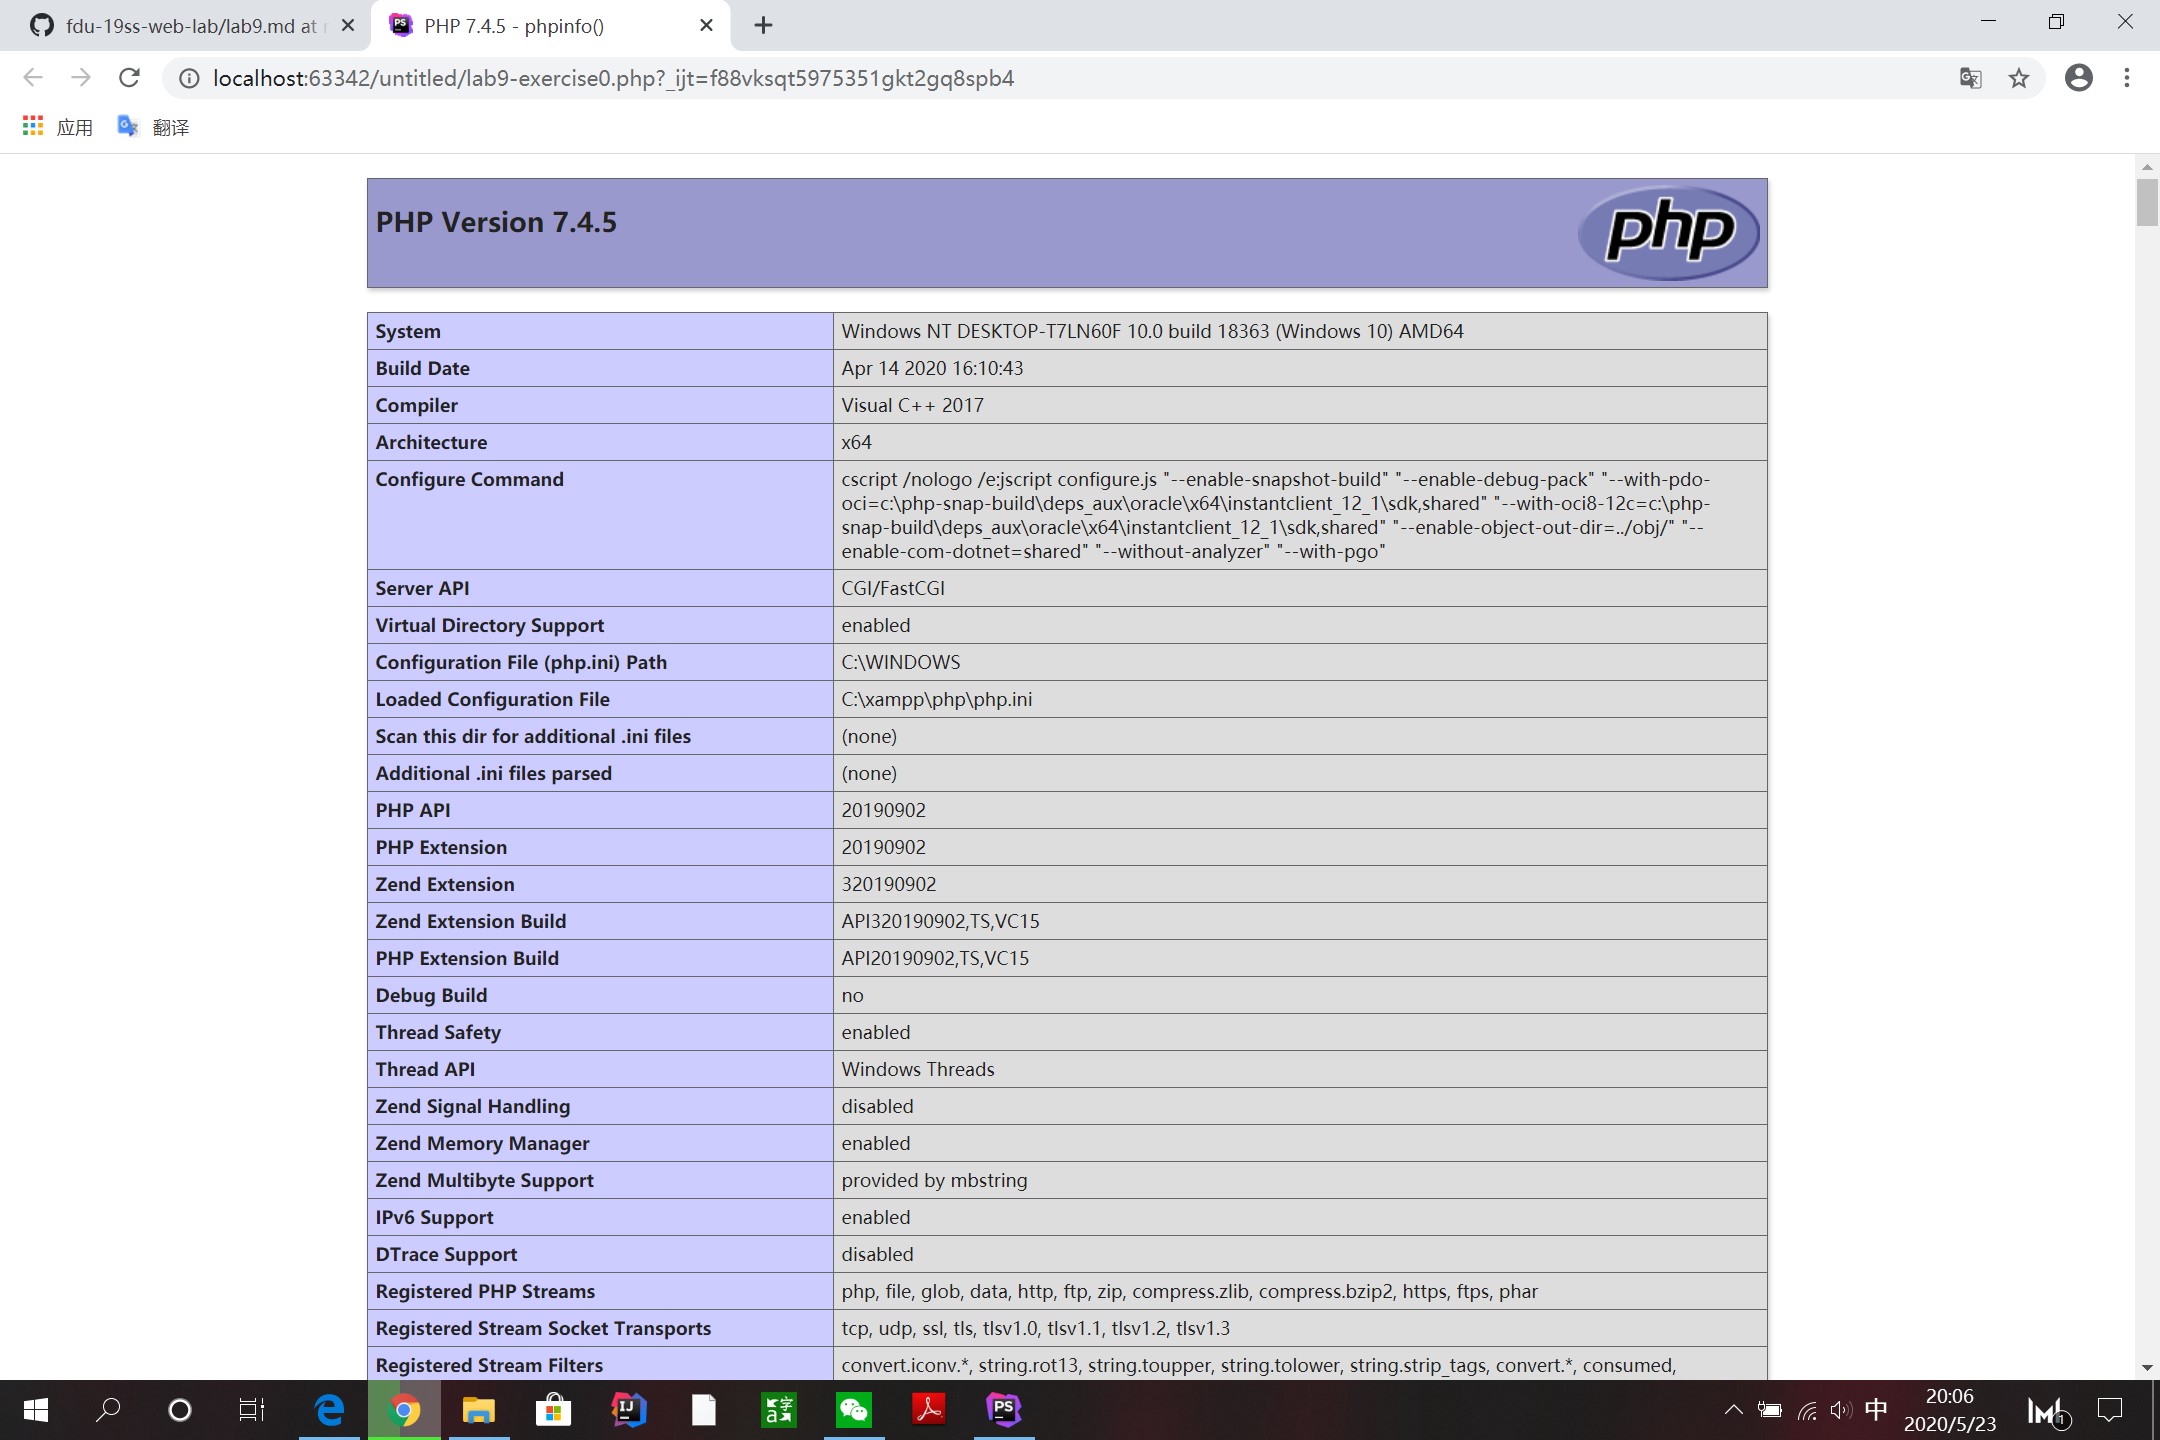 fdu-19ss-web-lab/lab9.md at
PHP 7.4.5 - phpinfo()
localhost:63342/untitled/lab9-exercise0.php?_ijt=f88vksqt5975351gkt2gq8spb4
应用
翻译
PHP Version 7.4.5
php
System Windows NT DESKTOP-T7LN60F 10.0 build 18363 (Windows 10) AMD64
Build Date Apr 14 2020 16:10:43
Compiler Visual C++ 2017
Architecture x64
Configure Command cscript /nologo /e:jscript configure.js "--enable-snapshot-build" "--enable-debug-pack" "--with-pdo-
oci=c:\php-snap-build\deps_aux\oracle\x64\instantclient_12_1\sdk,shared" "--with-oci8-12c=c:\php-
snap-build\deps_aux\oracle\x64\instantclient_12_1\sdk,shared" "--enable-object-out-dir=../obj/" "--
enable-com-dotnet=shared" "--without-analyzer" "--with-pgo"
Server API CGI/FastCGI
Virtual Directory Support enabled
Configuration File (php.ini) Path C:\WINDOWS
Loaded Configuration File C:\xampp\php\php.ini
Scan this dir for additional .ini files (none)
Additional .ini files parsed (none)
PHP API 20190902
PHP Extension 20190902
Zend Extension 320190902
Zend Extension Build API320190902,TS,VC15
PHP Extension Build API20190902,TS,VC15
Debug Build no
Thread Safety enabled
Thread API Windows Threads
Zend Signal Handling disabled
Zend Memory Manager enabled
Zend Multibyte Support provided by mbstring
IPv6 Support enabled
DTrace Support disabled
Registered PHP Streams php, file, glob, data, http, ftp, zip, compress.zlib, compress.bzip2, https, ftps, phar
Registered Stream Socket Transports tcp, udp, ssl, tls, tlsv1.0, tlsv1.1, tlsv1.2, tlsv1.3
Registered Stream Filters convert.iconv.*, string.rot13, string.toupper, string.tolower, string.strip_tags, convert.*, consumed,
中
20:06
2020/5/23